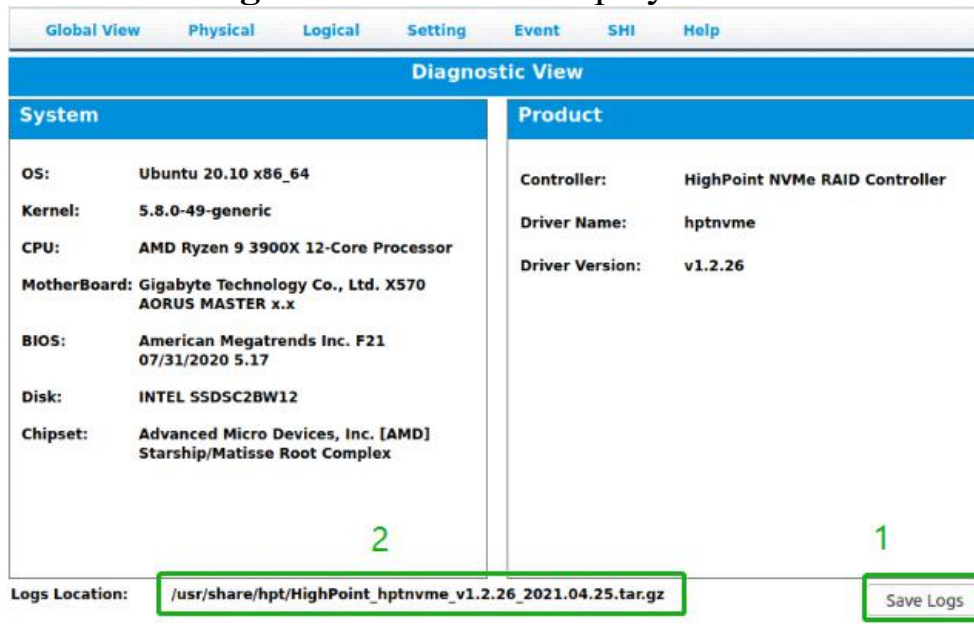 Global View Physical Logical Setting Event SHI Help
Diagnostic View
System
OS: Ubuntu 20.10 x86_64
Kernel: 5.8.0-49-generic
CPU: AMD Ryzen 9 3900X 12-Core Processor
MotherBoard: Gigabyte Technology Co., Ltd. X570
AORUS MASTER x.x
BIOS: American Megatrends Inc. F21
07/31/2020 5.17
Disk: INTEL SSDSC2BW12
Chipset: Advanced Micro Devices, Inc. [AMD]
Starship/Matisse Root Complex
Product
Controller: HighPoint NVMe RAID Controller
Driver Name: hptnvme
Driver Version: v1.2.26
2
1
Logs Location: /usr/share/hpt/HighPoint_hptnvme_v1.2.26_2021.04.25.tar.gz
Save Logs